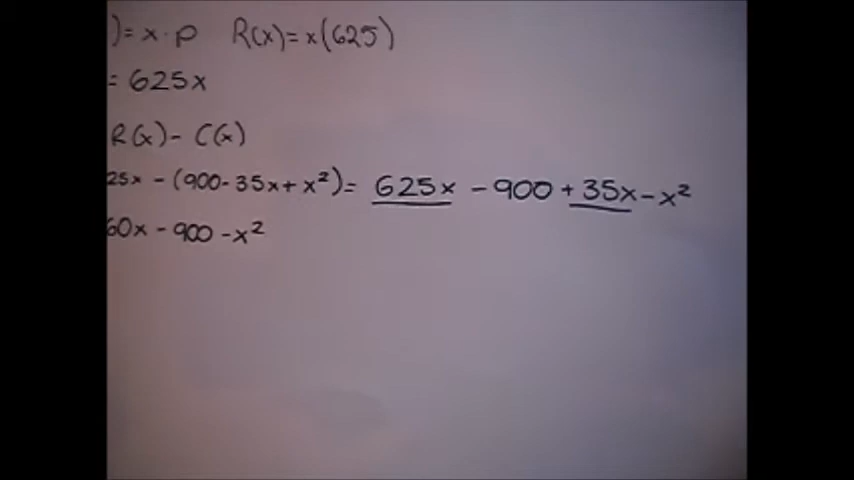 )= x · p R(x) = x(625)
= 625x
R(x) - C(x)
25x - (900 - 35x + x²) = 625x - 900 + 35x - x²
60x - 900 - x²